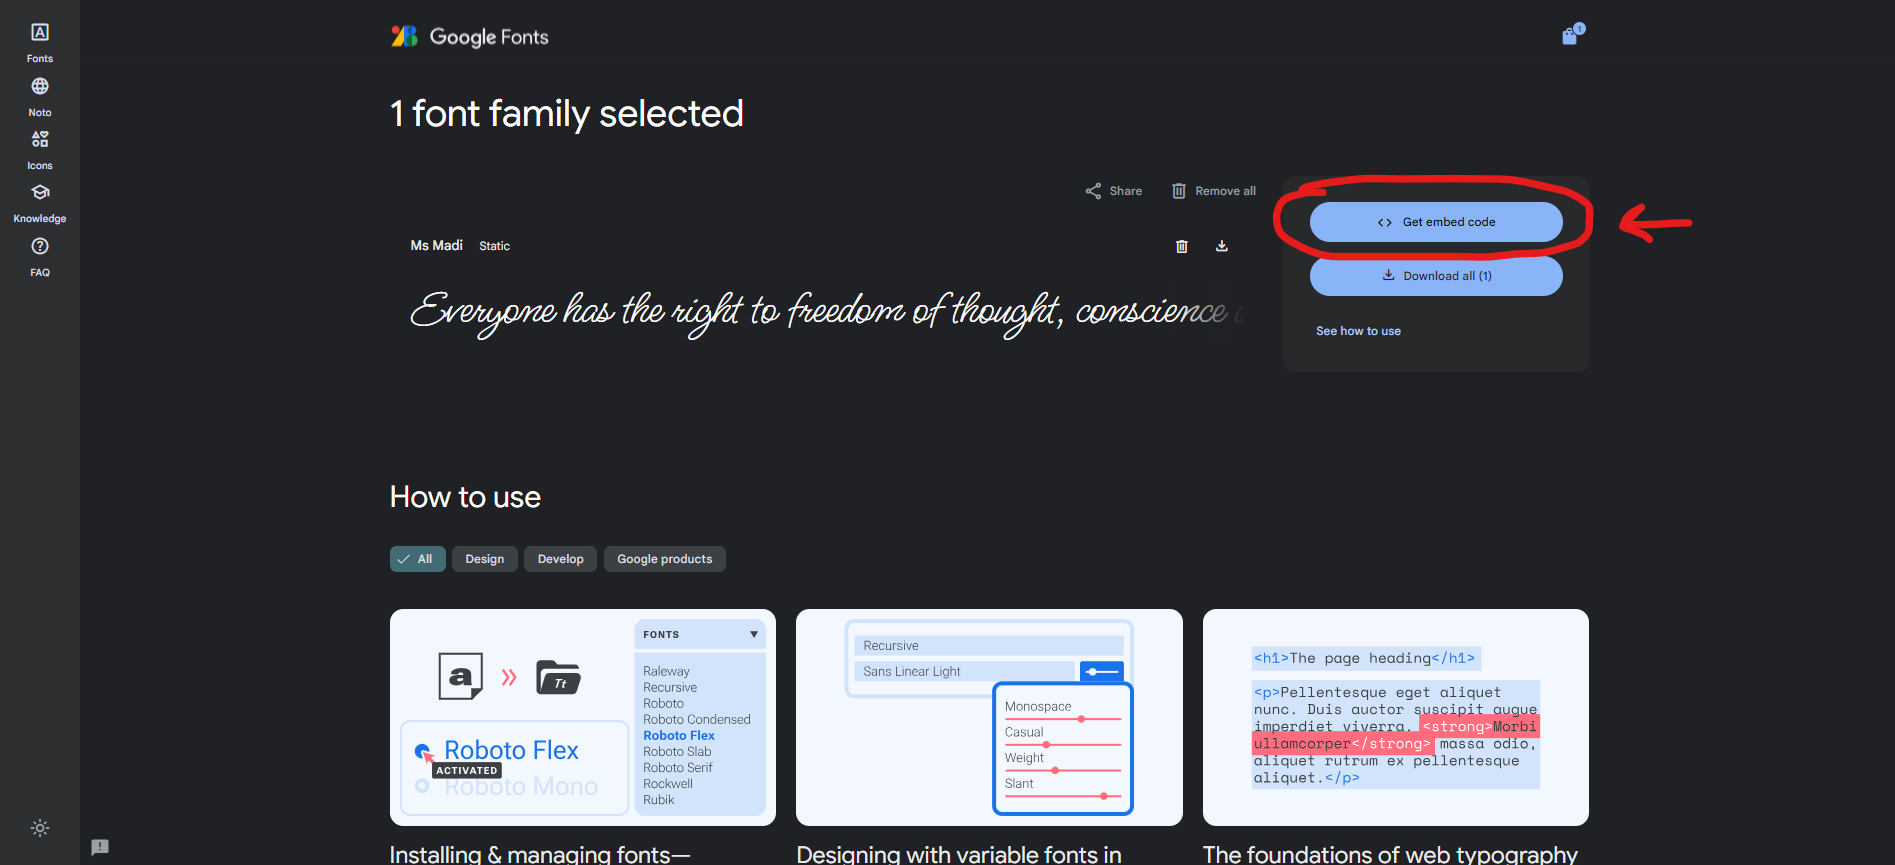 Fonts
Noto
Icons
Knowledge
FAQ
Google Fonts
1
1 font family selected
Share
Remove all
Get embed code
Download all (1)
See how to use
Ms Madi Static
Everyone has the right to freedom of thought, conscience
How to use
All
Design
Develop
Google products
a
Tt
FONTS
Raleway
Recursive
Roboto
Roboto Condensed
Roboto Flex
Roboto Slab
Roboto Serif
Rockwell
Rubik
Roboto Flex
ACTIVATED
Roboto Mono
Recursive
Sans Linear Light
Monospace
Casual
Weight
Slant
<h1>The page heading</h1>
<p>Pellentesque eget aliquet
nunc. Duis auctor suscipit augue
imperdiet viverra. <strong>Morbi
ullamcorper</strong> massa odio,
aliquet rutrum ex pellentesque
aliquet.</p>
Installing & managing fonts—
Designing with variable fonts in
The foundations of web typography